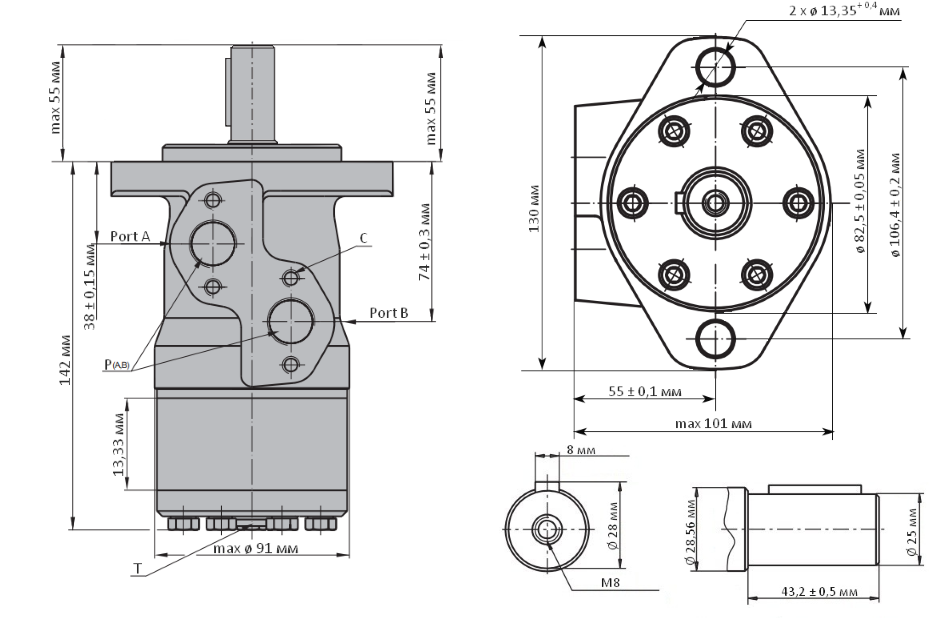 max 55 мм
max 55 мм
Port A
C
38 ± 0,15 мм
74 ± 0,3 мм
Port B
142 мм
P(A,B)
13,33 мм
max ø 91 мм
T
2 x ø 13,35+ 0,4 мм
130 мм
ø 82,5 ± 0,05 мм
ø 106,4 ± 0,2 мм
55 ± 0,1 мм
max 101 мм
8 мм
Ø 28 мм
M8
Ø 28,56 мм
Ø 25 мм
43,2 ± 0,5 мм